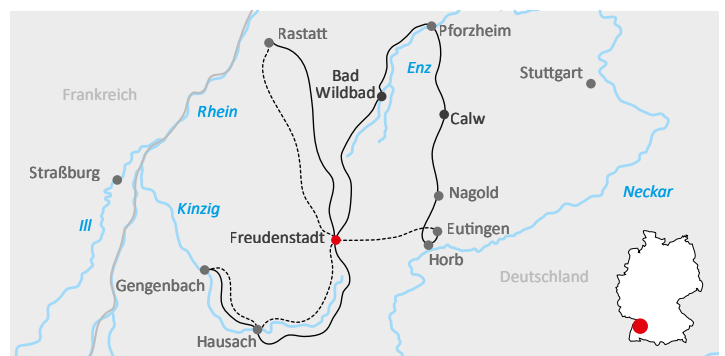 Rastatt
Pforzheim
Enz
Bad
Wildbad
Stuttgart
Frankreich
Rhein
Calw
Straßburg
Nagold
Neckar
Kinzig
Ill
Freudenstadt
Eutingen
Horb
Deutschland
Gengenbach
Hausach